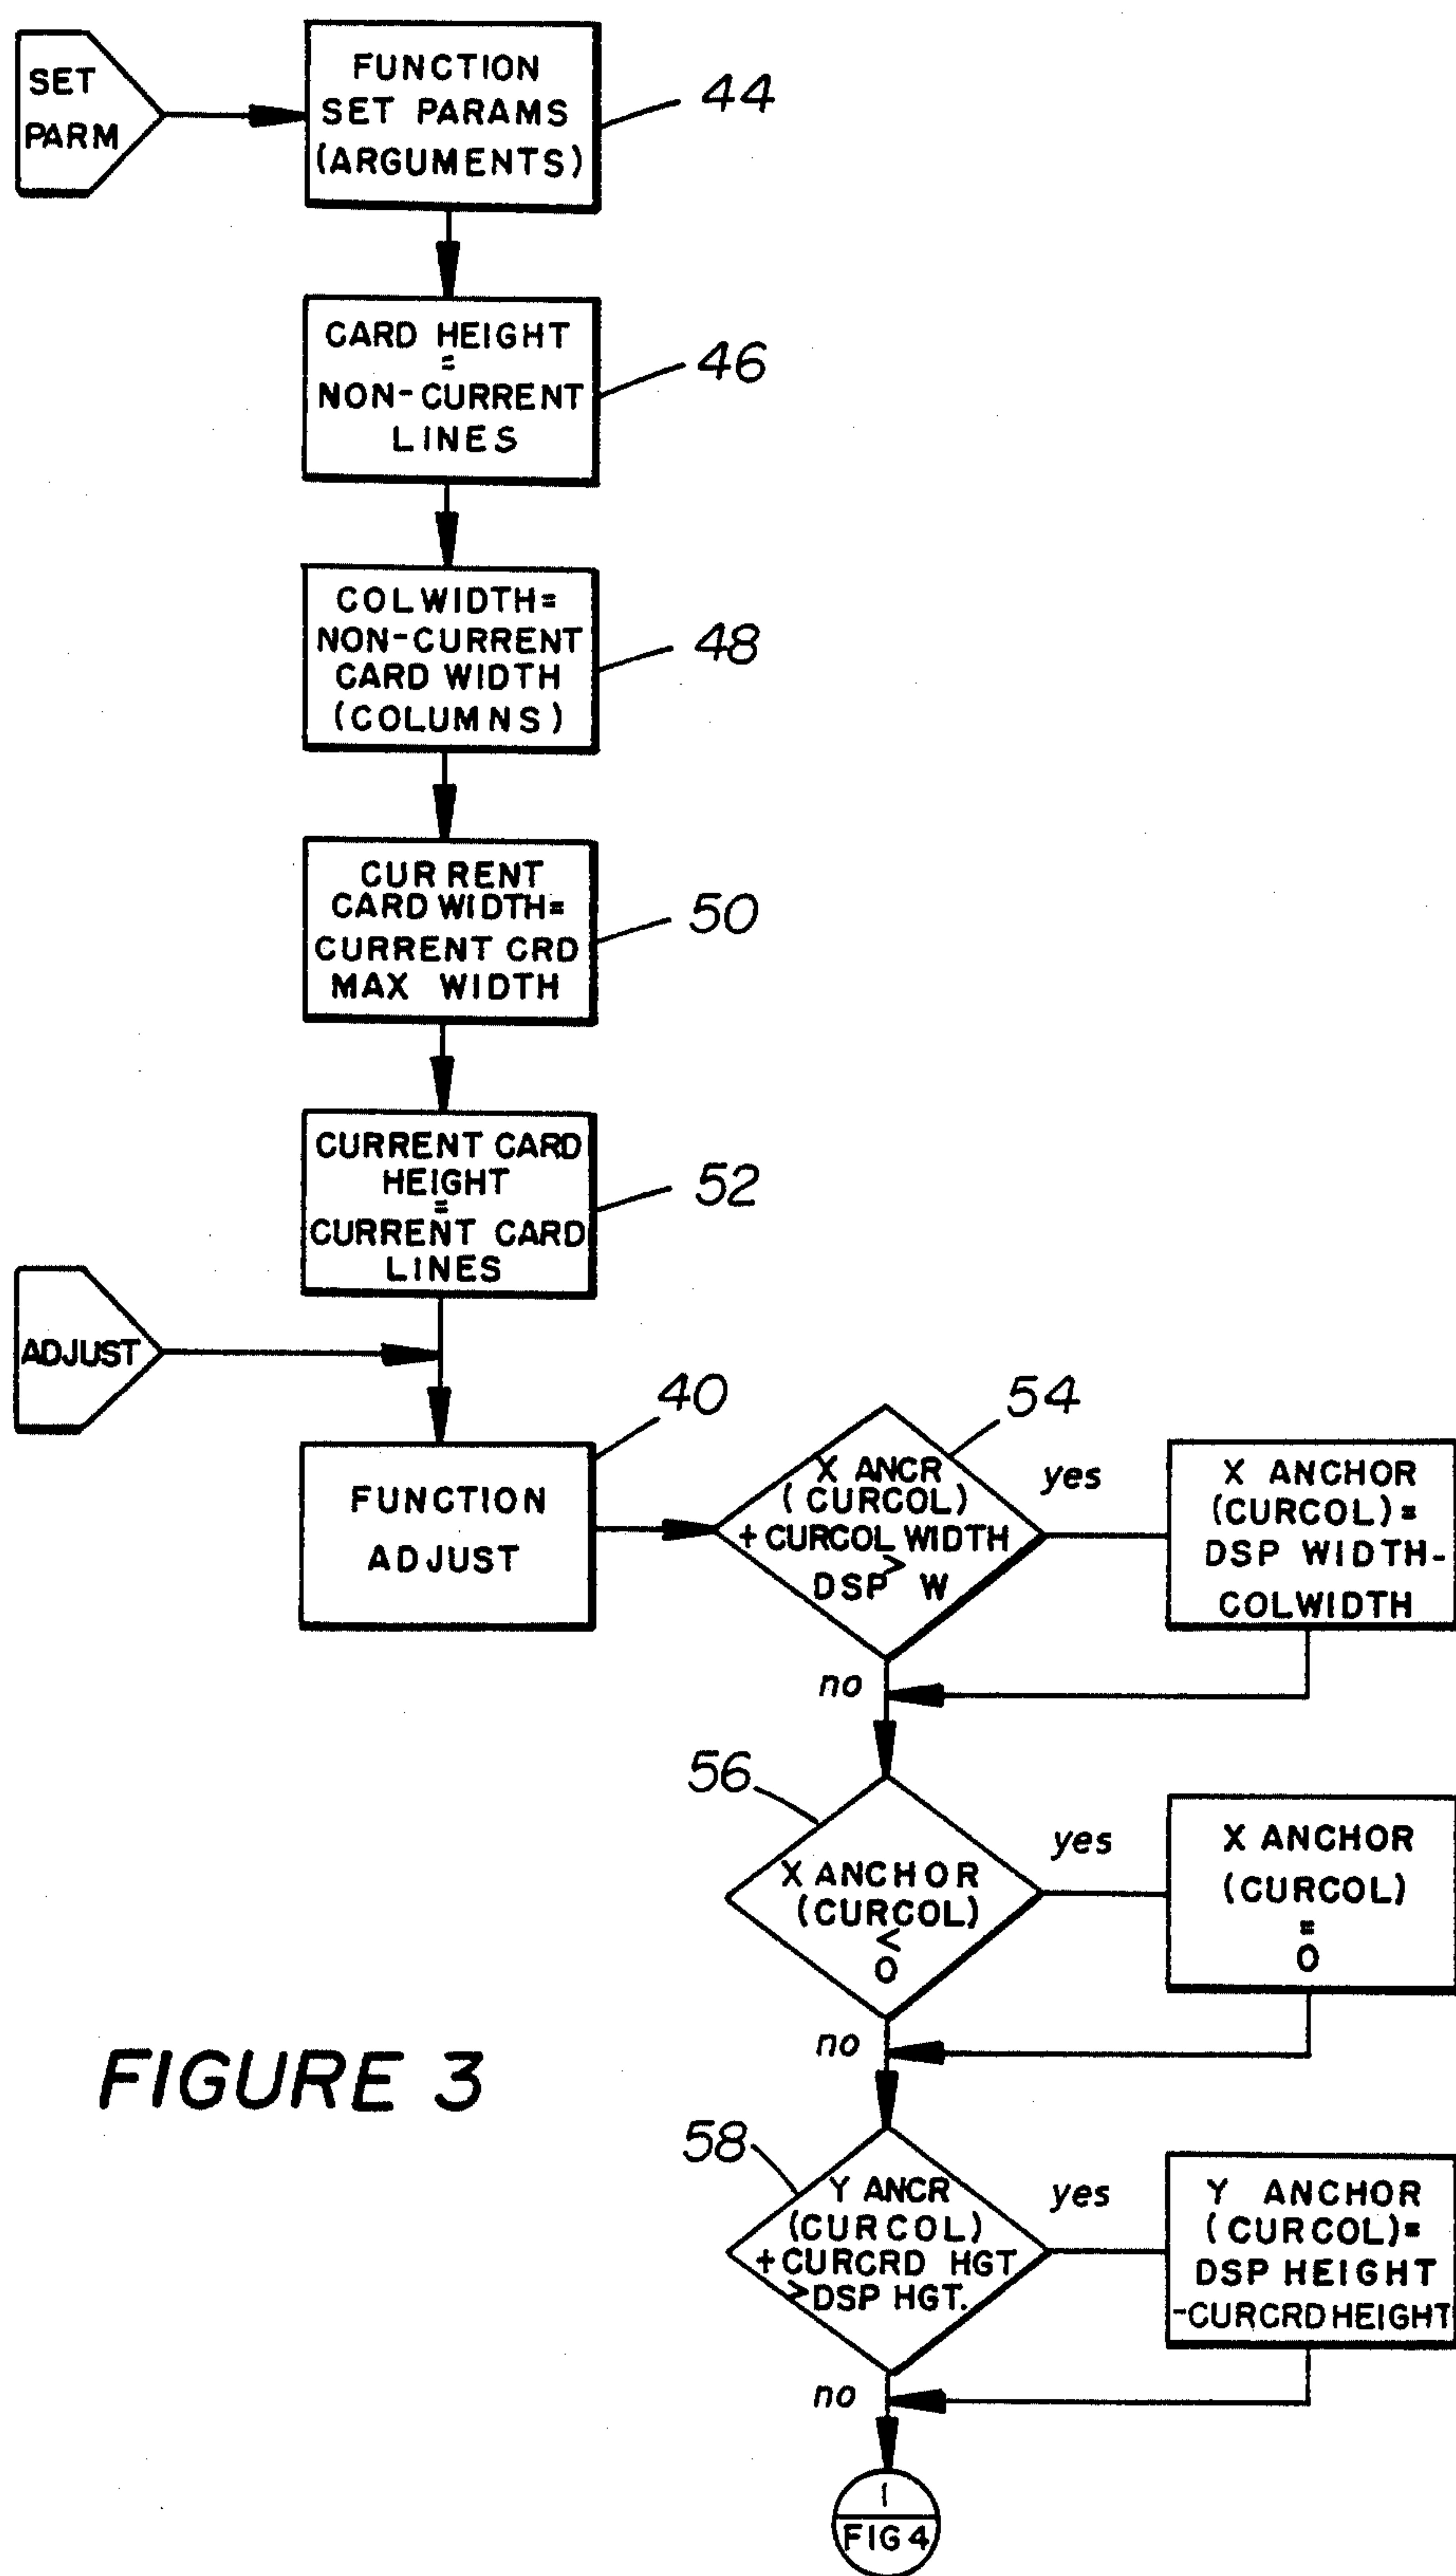 SET
PARM
FUNCTION
SET PARAMS
(ARGUMENTS)
44
CARD HEIGHT
=
NON-CURRENT
LINES
46
COLWIDTH=
NON-CURRENT
CARD WIDTH
(COLUMNS)
48
CURRENT
CARD WIDTH=
CURRENT CRD
MAX WIDTH
50
CURRENT CARD
HEIGHT
=
CURRENT CARD
LINES
52
ADJUST
FUNCTION
ADJUST
40
X ANCR
(CURCOL)
+ CURCOL WIDTH
>
DSP W
54
yes
X ANCHOR
(CURCOL)=
DSP WIDTH-
COLWIDTH
no
56
X ANCHOR
(CURCOL)
<
0
yes
X ANCHOR
(CURCOL)
=
0
no
FIGURE 3
58
Y ANCR
(CURCOL)
+CURCRD HGT
>DSP HGT.
yes
Y ANCHOR
(CURCOL)=
DSP HEIGHT
-CURCRDHEIGHT
no
1
FIG 4